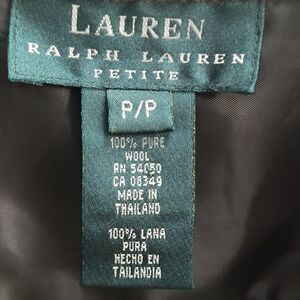 LAUREN
RALPH LAUREN
PETITE
P/P
100% PURE
WOOL
RN 54050
CA 08349
MADE IN
THAILAND
100% LANA
PURA
HECHO EN
TAILANDIA